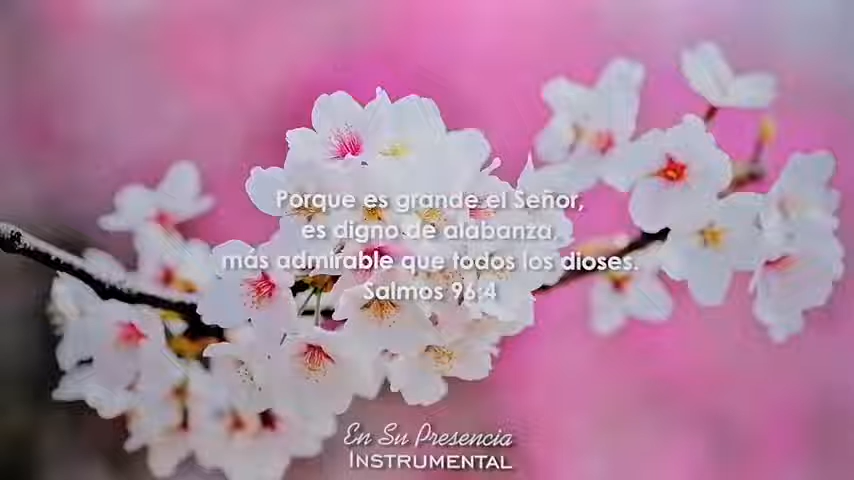 Porque es grande el Señor,
es digno de alabanza,
más admirable que todos los dioses.
Salmos 96:4
En Su Presencia
INSTRUMENTAL